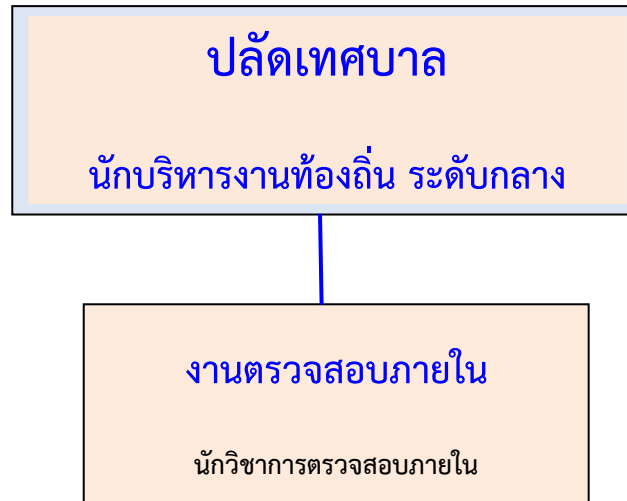 ปลัดเทศบาล
นักบริหารงานท้องถิ่น ระดับกลาง
งานตรวจสอบภายใน
นักวิชาการตรวจสอบภายใน